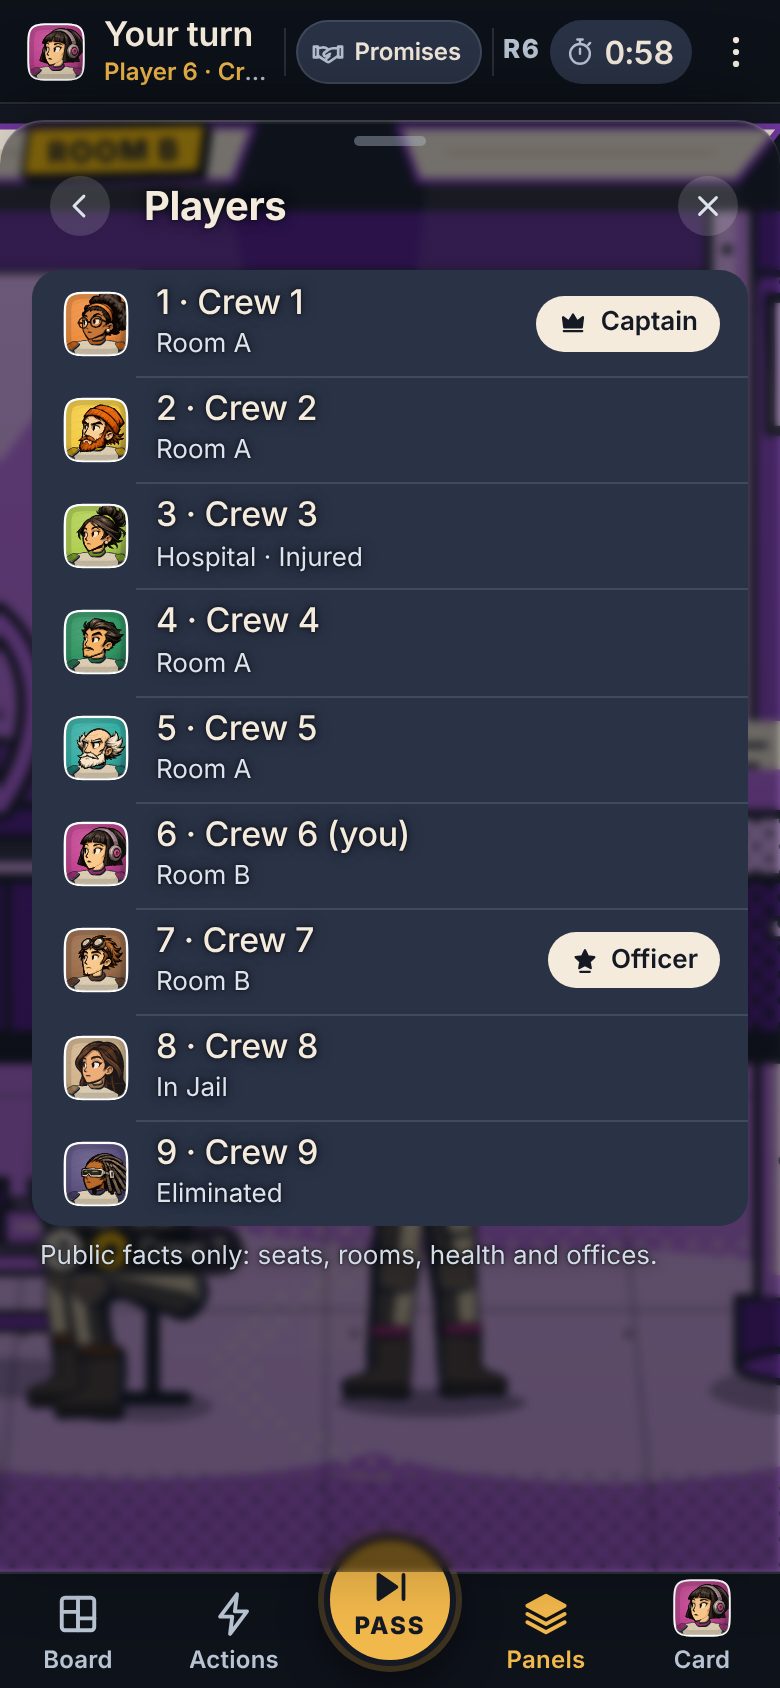 Your turn
Player 6 · Cr...
Promises
R6
0:58
ROOM B
Players
1 · Crew 1
Room A
Captain
2 · Crew 2
Room A
3 · Crew 3
Hospital · Injured
4 · Crew 4
Room A
5 · Crew 5
Room A
6 · Crew 6 (you)
Room B
7 · Crew 7
Room B
Officer
8 · Crew 8
In Jail
9 · Crew 9
Eliminated
Public facts only: seats, rooms, health and offices.
Board
Actions
PASS
Panels
Card